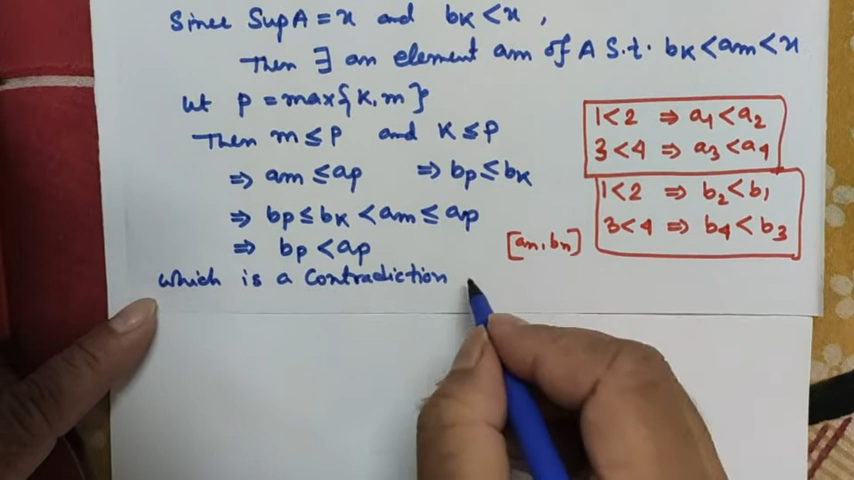 Since Sup A = x and bK < x ,
Then ∃ an element am of A S.t. bK < am < x
Let p = max{K, m}
Then m ≤ p and K ≤ p
⇒ am ≤ ap ⇒ bp ≤ bK
⇒ bp ≤ bK < am ≤ ap
⇒ bp < ap
which is a Contradiction
1<2 ⇒ a1 < a2
3<4 ⇒ a3 < a4
1<2 ⇒ b2 < b1
3<4 ⇒ b4 < b3
[an, bn]